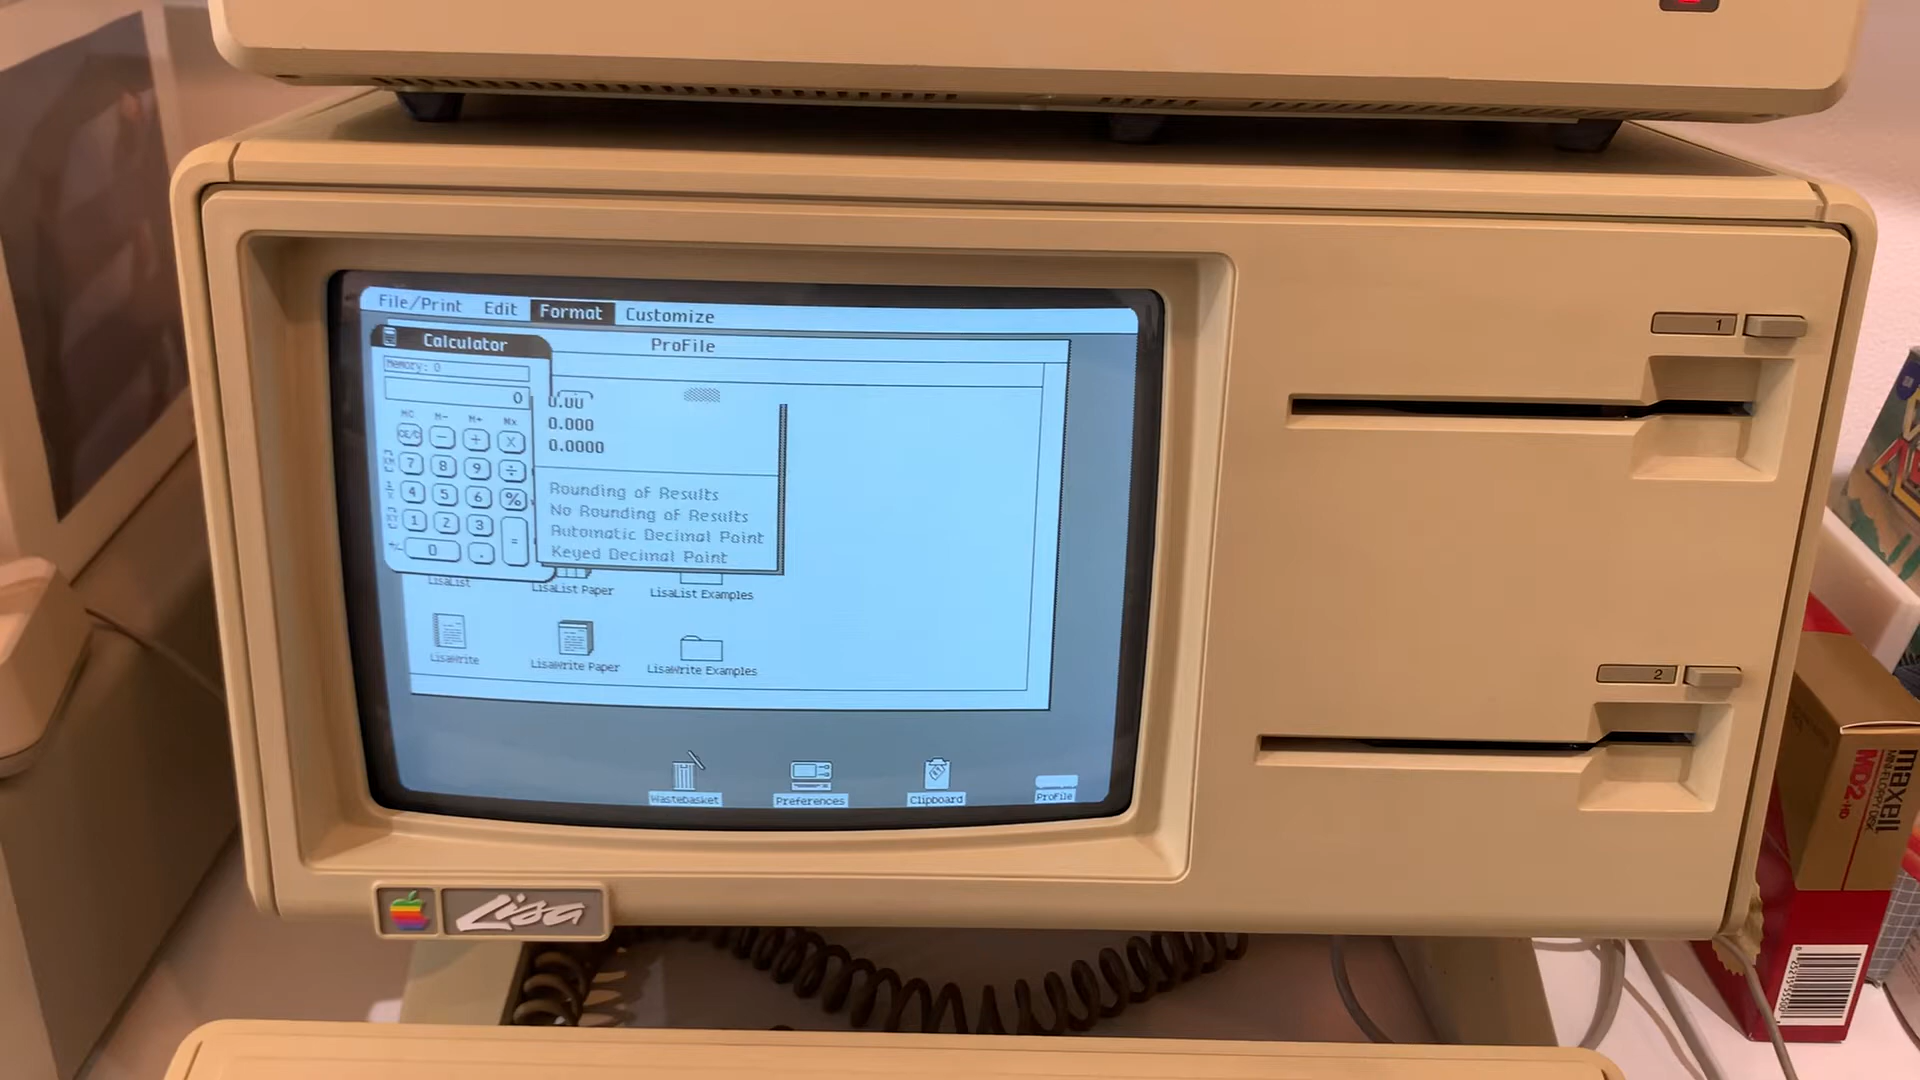 File/Print Edit Format Customize
Calculator
ProFile
Memory: 0
0
0.00
0.000
0.0000
MC M- M+ Mx
CE/C - + X
7 8 9 ÷
4 5 6 %
1 2 3 =
+/- 0 .
Rounding of Results
No Rounding of Results
Automatic Decimal Point
Keyed Decimal Point
LisaList
LisaList Paper
LisaList Examples
LisaWrite
LisaWrite Paper
LisaWrite Examples
Wastebasket
Preferences
Clipboard
ProFile
1
2
Lisa
maxell
MINI-FLOPPY DISK
MD2-HD